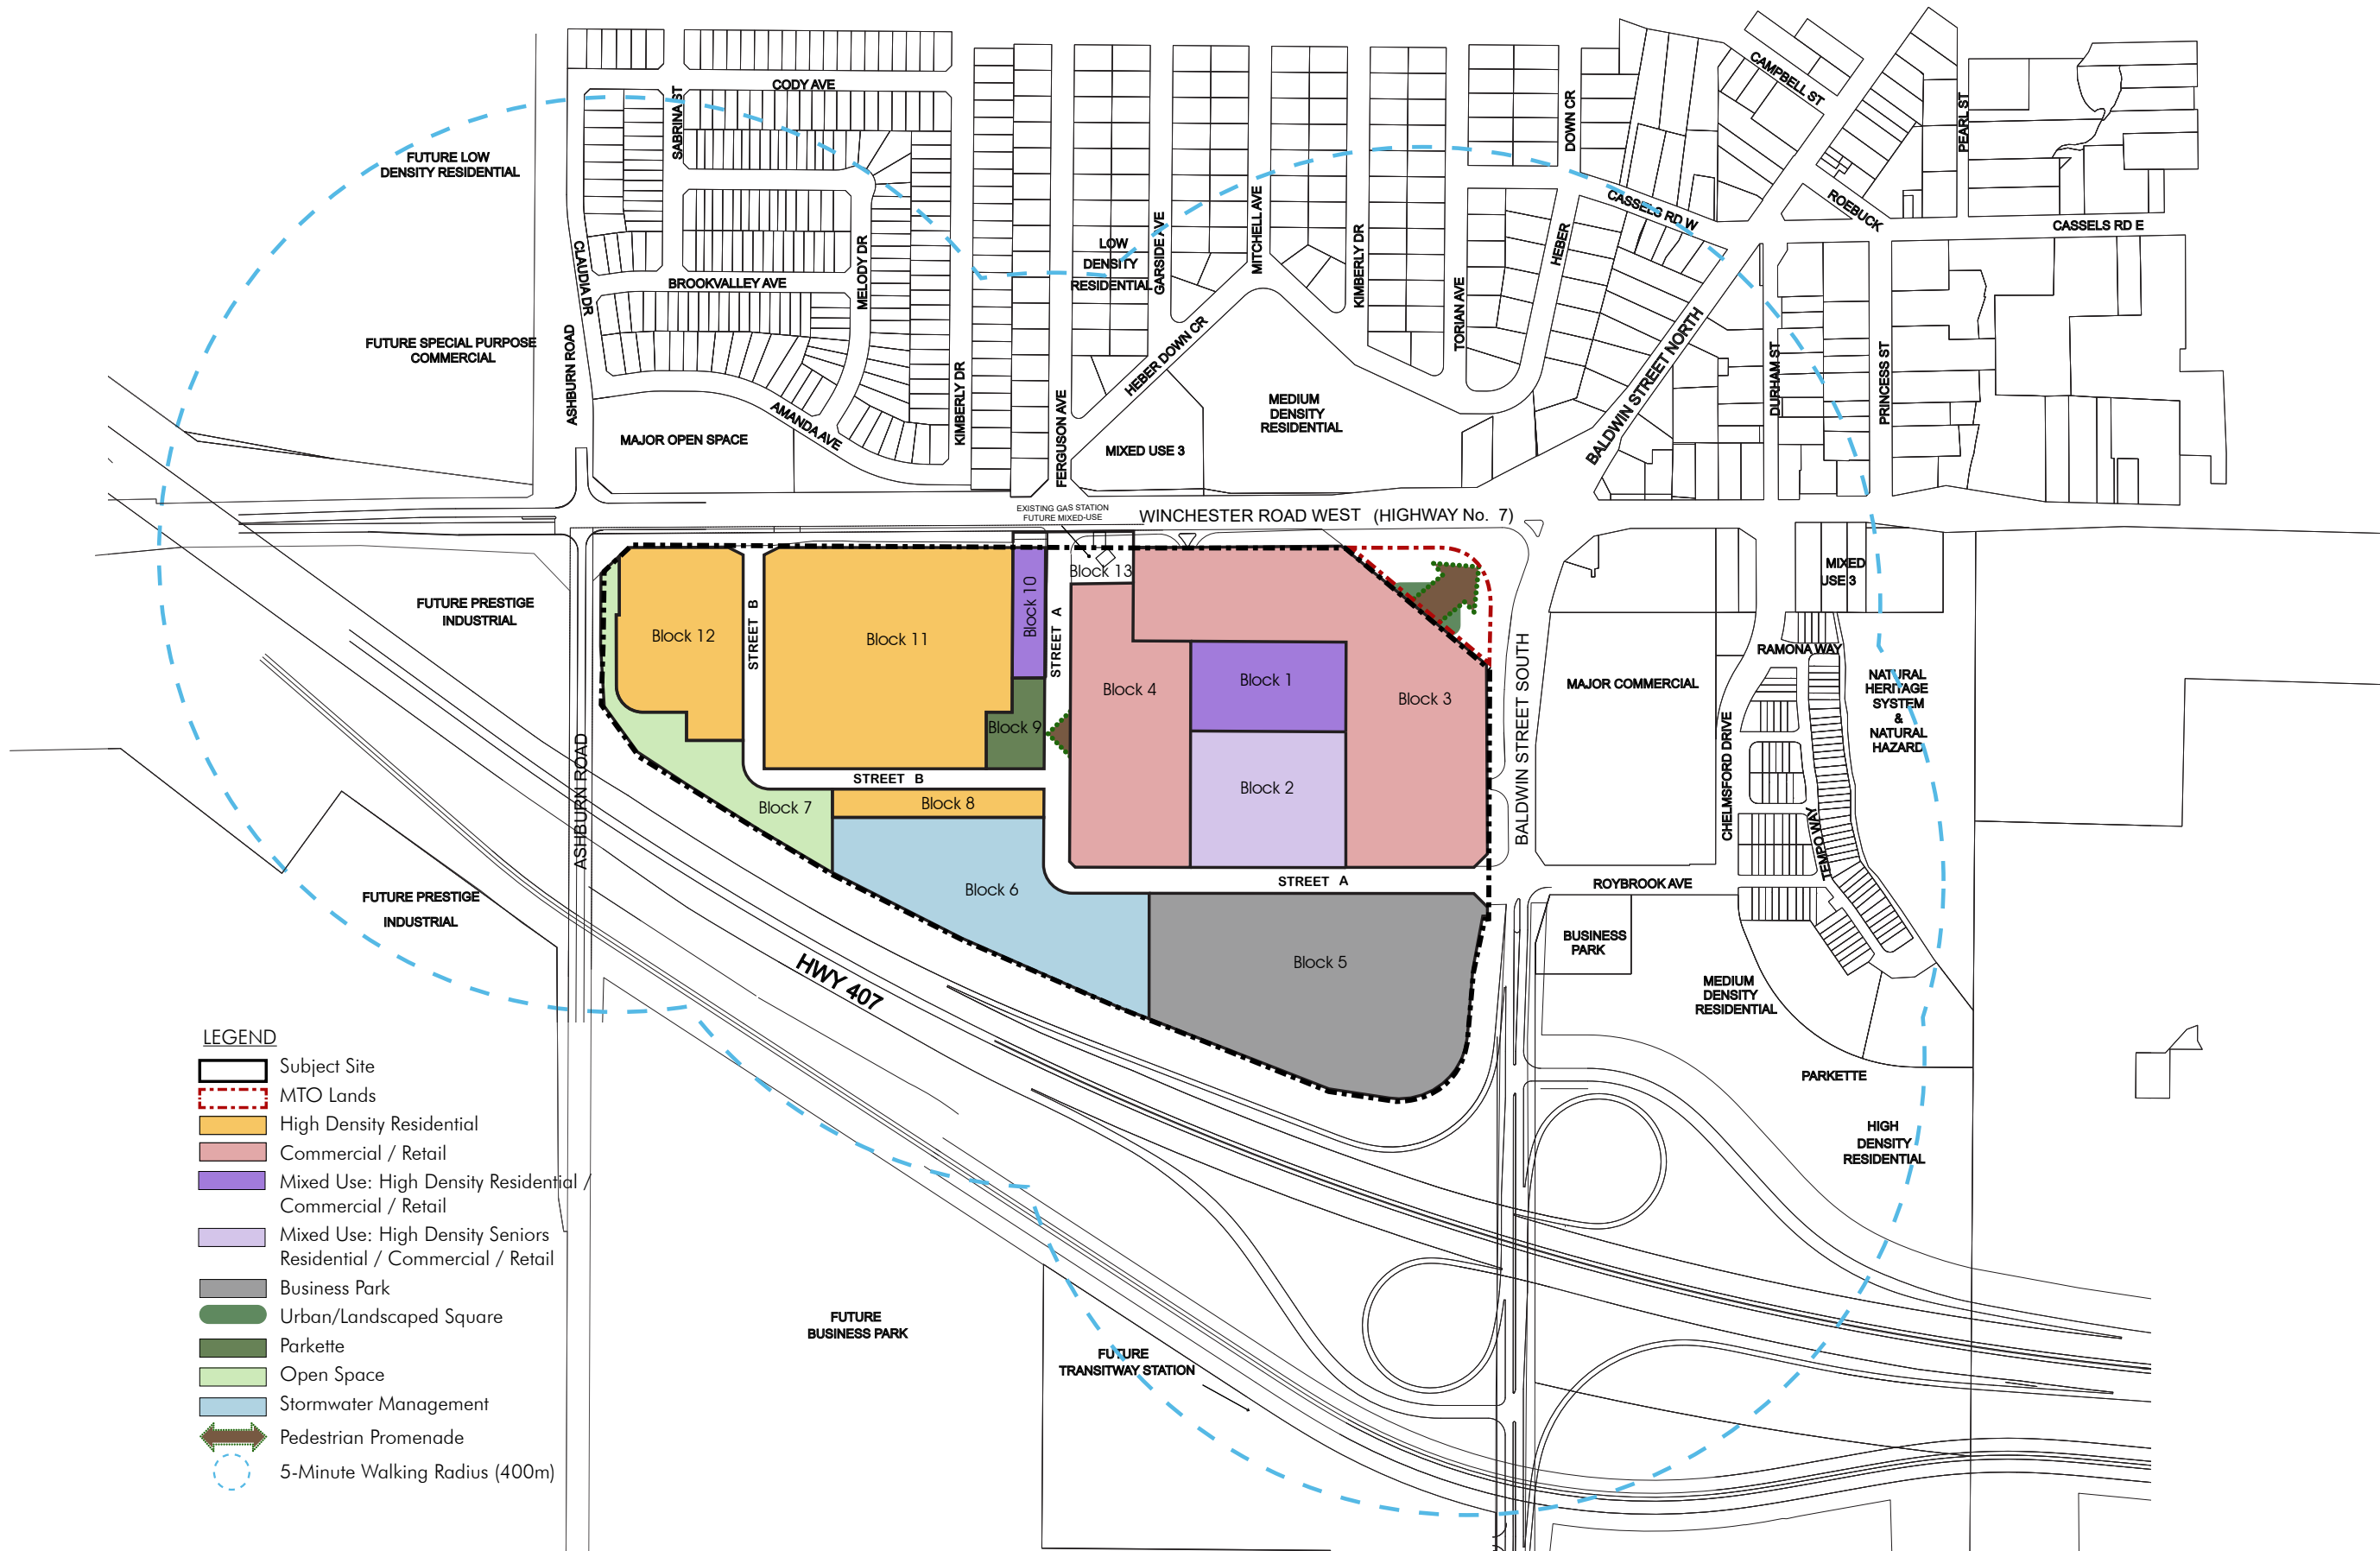 CODY AVE
SABRINA ST
FUTURE LOW
DENSITY RESIDENTIAL
CLAUDIA DR
MELODY DR
BROOKVALLEY AVE
FUTURE SPECIAL PURPOSE
COMMERCIAL
ASHBURN ROAD
AMANDA AVE
MAJOR OPEN SPACE
KIMBERLY DR
FERGUSON AVE
LOW
DENSITY
RESIDENTIAL
GARSIDE AVE
MITCHELL AVE
HEBER DOWN CR
KIMBERLY DR
TORIAN AVE
HEBER
DOWN CR
CAMPBELL ST
CASSELS RD W
ROEBUCK
PEARL ST
CASSELS RD E
BALDWIN STREET NORTH
DURHAM ST
PRINCESS ST
MIXED USE 3
MEDIUM
DENSITY
RESIDENTIAL
EXISTING GAS STATION
FUTURE MIXED-USE
WINCHESTER ROAD WEST (HIGHWAY No. 7)
FUTURE PRESTIGE
INDUSTRIAL
Block 12
STREET B
Block 11
Block 10
STREET A
Block 13
Block 4
Block 1
Block 3
Block 9
Block 2
STREET B
Block 7
Block 8
Block 6
STREET A
Block 5
BALDWIN STREET SOUTH
MAJOR COMMERCIAL
CHELMSFORD DRIVE
MIXED
USE 3
RAMONA WAY
NATURAL
HERITAGE
SYSTEM
&
NATURAL
HAZARD
TEMPO WAY
ROYBROOK AVE
BUSINESS
PARK
MEDIUM
DENSITY
RESIDENTIAL
PARKETTE
HIGH
DENSITY
RESIDENTIAL
ASHBURN ROAD
FUTURE PRESTIGE
INDUSTRIAL
HWY 407
FUTURE
BUSINESS PARK
FUTURE
TRANSITWAY STATION
LEGEND
Subject Site
MTO Lands
High Density Residential
Commercial / Retail
Mixed Use: High Density Residential /
Commercial / Retail
Mixed Use: High Density Seniors
Residential / Commercial / Retail
Business Park
Urban/Landscaped Square
Parkette
Open Space
Stormwater Management
Pedestrian Promenade
5-Minute Walking Radius (400m)